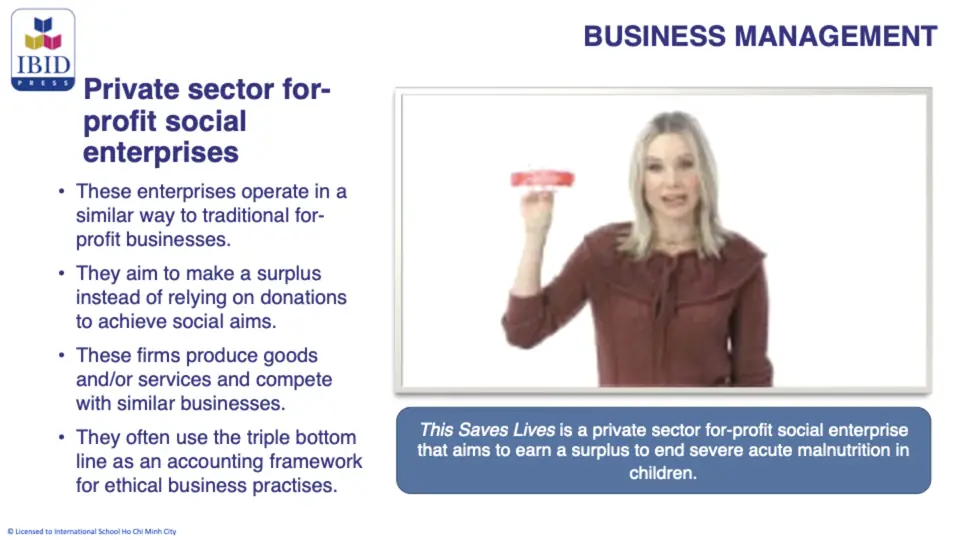 IBID
PRESS
BUSINESS MANAGEMENT
Private sector for-
profit social
enterprises
• These enterprises operate in a
similar way to traditional for-
profit businesses.
• They aim to make a surplus
instead of relying on donations
to achieve social aims.
• These firms produce goods
and/or services and compete
with similar businesses.
• They often use the triple bottom
line as an accounting framework
for ethical business practises.
This Saves Lives is a private sector for-profit social enterprise
that aims to earn a surplus to end severe acute malnutrition in
children.
© Licensed to International School Ho Chi Minh City